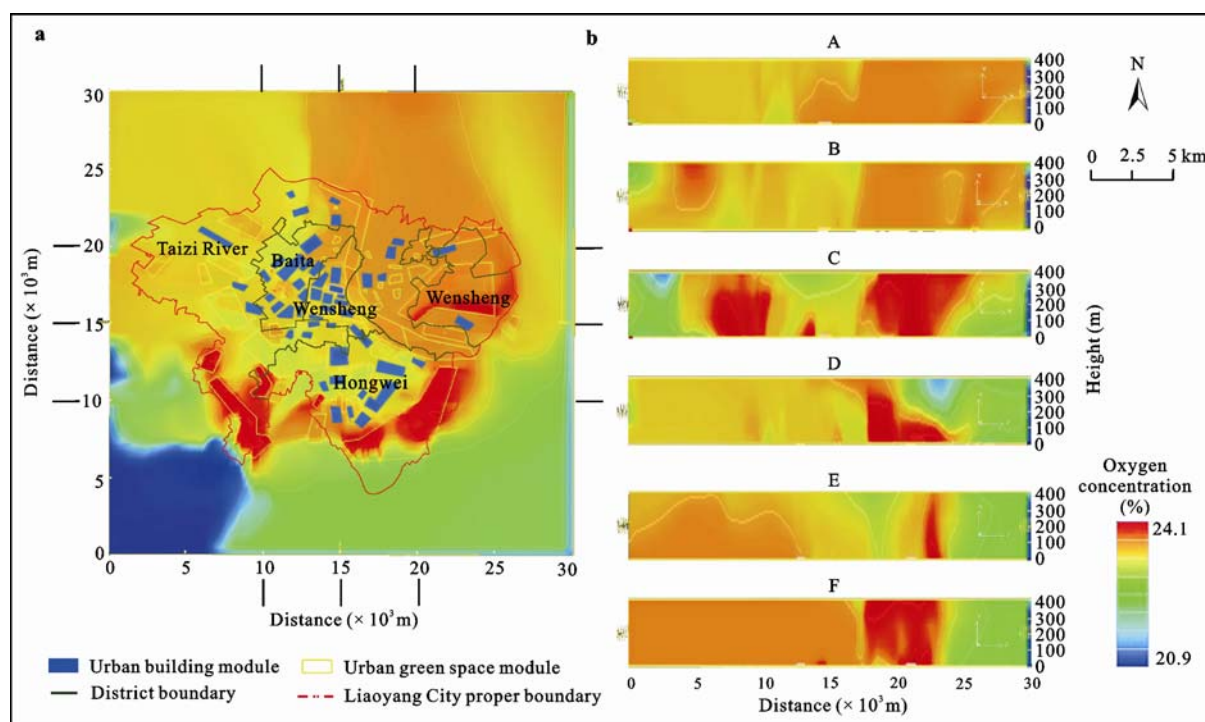 a
b
N
0 2.5 5 km
30
25
20
15
10
5
0
Distance (× 10³ m)
0 5 10 15 20 25 30
Distance (× 10³ m)
Taizi River
Baita
Wensheng
Wensheng
Hongwei
A
400
300
200
100
0
B
400
300
200
100
0
C
400
300
200
100
0
D
400
300
200
100
0
E
400
300
200
100
0
F
400
300
200
100
0
Height (m)
0 5 10 15 20 25 30
Distance (× 10³ m)
Oxygen
concentration
(%)
24.1
20.9
Urban building module
Urban green space module
District boundary
Liaoyang City proper boundary